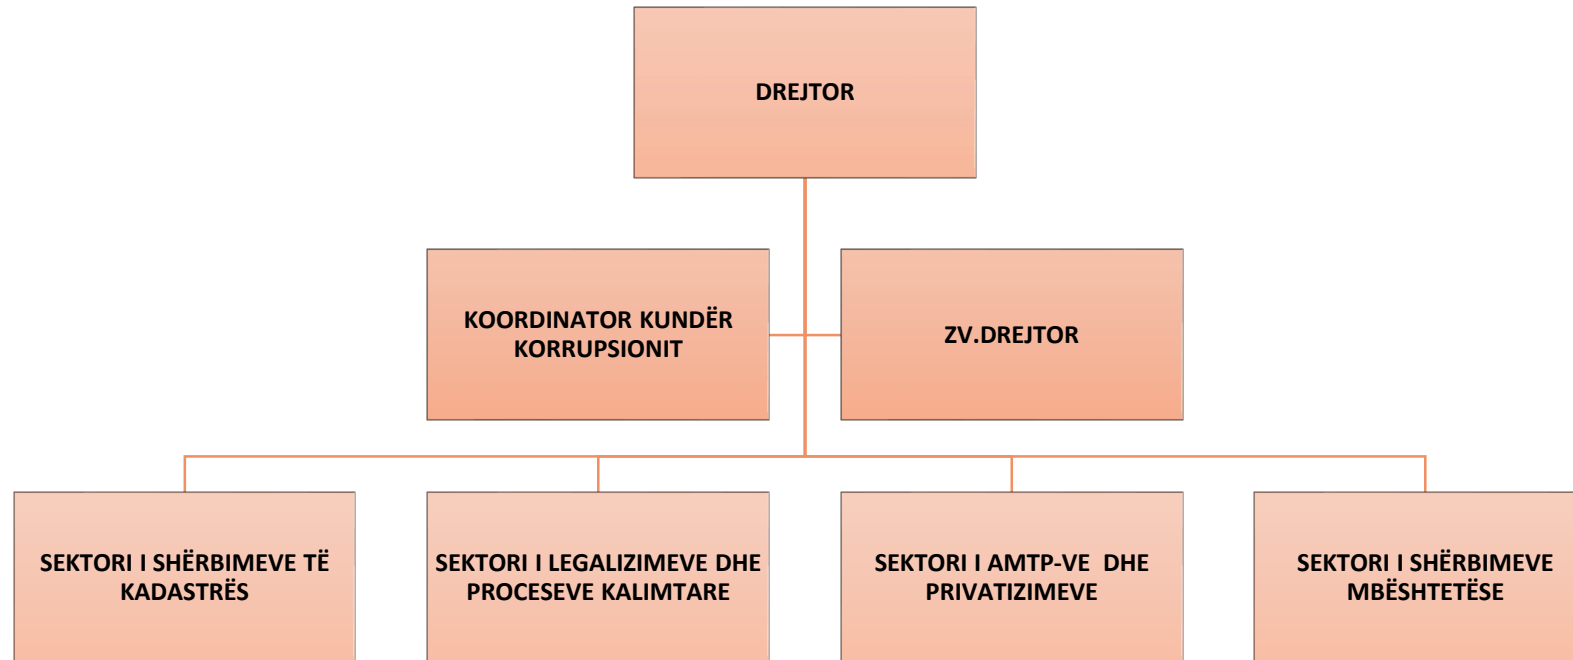 DREJTOR
KOORDINATOR KUNDËR
KORRUPSIONIT
ZV.DREJTOR
SEKTORI I SHËRBIMEVE TË
KADASTRËS
SEKTORI I LEGALIZIMEVE DHE
PROCESEVE KALIMTARE
SEKTORI I AMTP-VE DHE
PRIVATIZIMEVE
SEKTORI I SHËRBIMEVE
MBËSHTETËSE